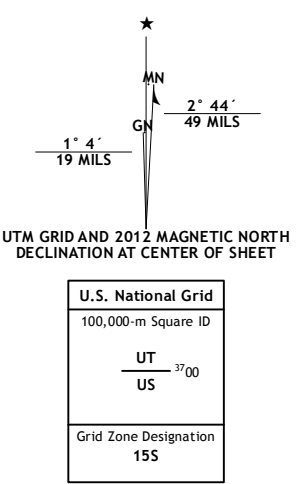 ★
MN
GN
2° 44´
49 MILS
1° 4´
19 MILS
UTM GRID AND 2012 MAGNETIC NORTH
DECLINATION AT CENTER OF SHEET
U.S. National Grid
100,000-m Square ID
UT
3700
US
Grid Zone Designation
15S